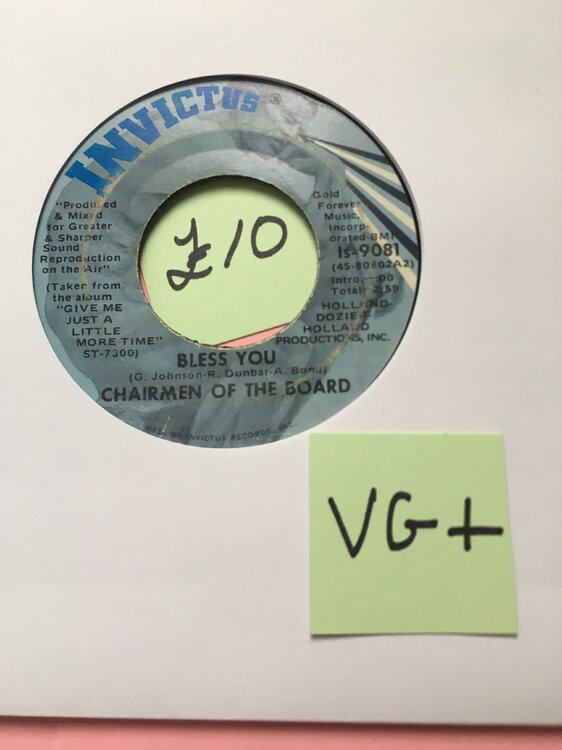 INVICTUS ®
"Produced
& Mixed
for Greater
& Sharper
Sound
Reproduction
on the Air"
(Taken from
the album
"GIVE ME
JUST A
LITTLE
MORE TIME"
ST-7300)
Gold
Forever
Music,
Incorp-
orated-BMI
Is-9081
(45-80802A2)
Intro.-:00
Total-2:59
HOLLAND-
DOZIER-
HOLLAND
PRODUCTIONS, INC.
BLESS YOU
(G. Johnson-R. Dunbar-A. Bond)
CHAIRMEN OF THE BOARD
MFG. BY INVICTUS RECORDS, INC.
£10
VG+